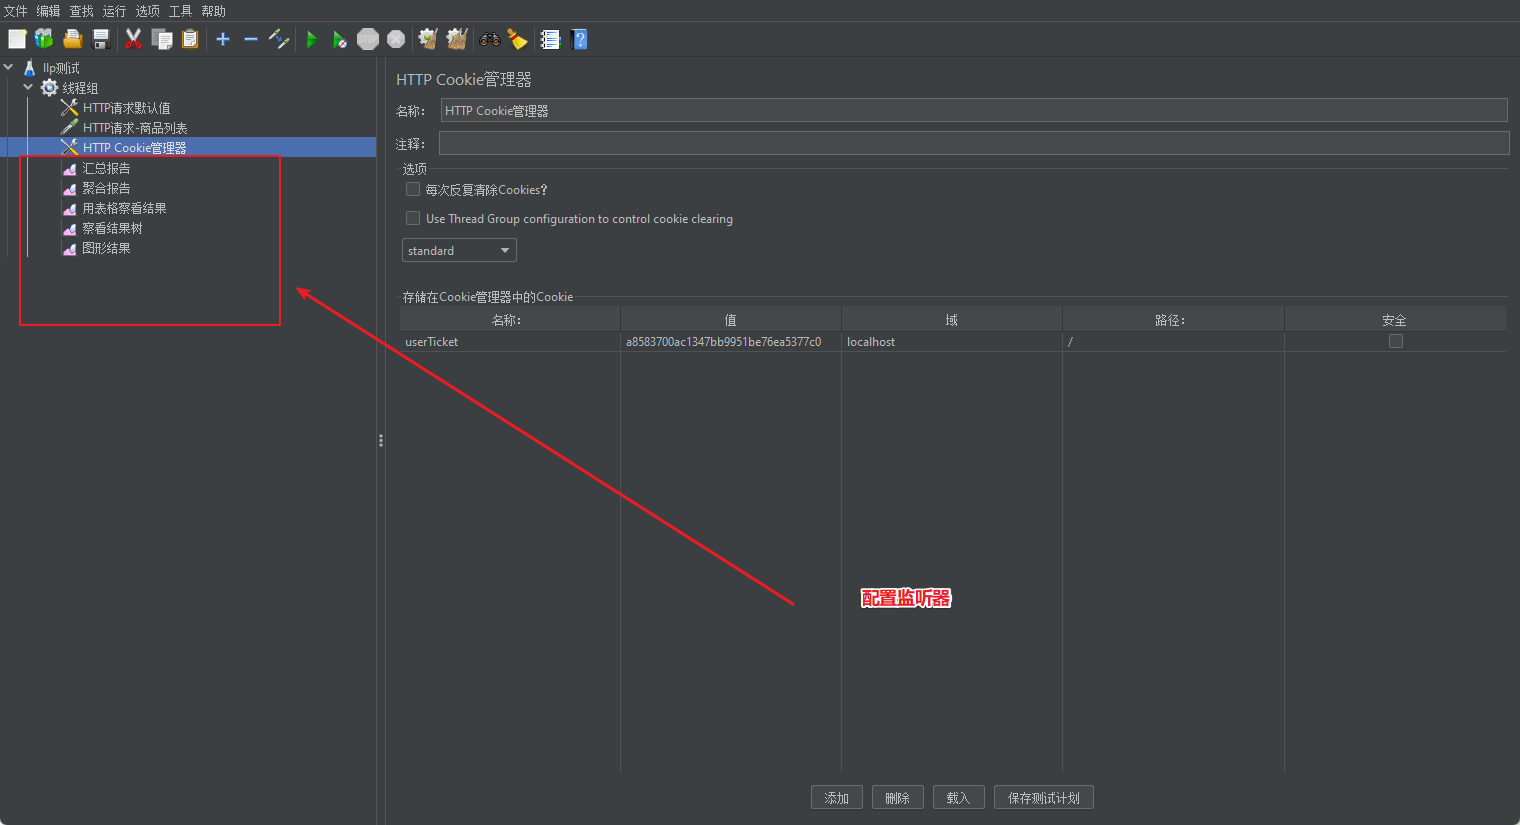 文件 编辑 查找 运行 选项 工具 帮助
llp测试
线程组
HTTP请求默认值
HTTP请求-商品列表
HTTP Cookie管理器
汇总报告
聚合报告
用表格察看结果
察看结果树
图形结果
HTTP Cookie管理器
名称： HTTP Cookie管理器
注释：
选项
每次反复清除Cookies？
Use Thread Group configuration to control cookie clearing
standard
存储在Cookie管理器中的Cookie
名称： 值 域 路径： 安全
userTicket a8583700ac1347bb9951be76ea5377c0 localhost /
配置监听器
添加 删除 载入 保存测试计划